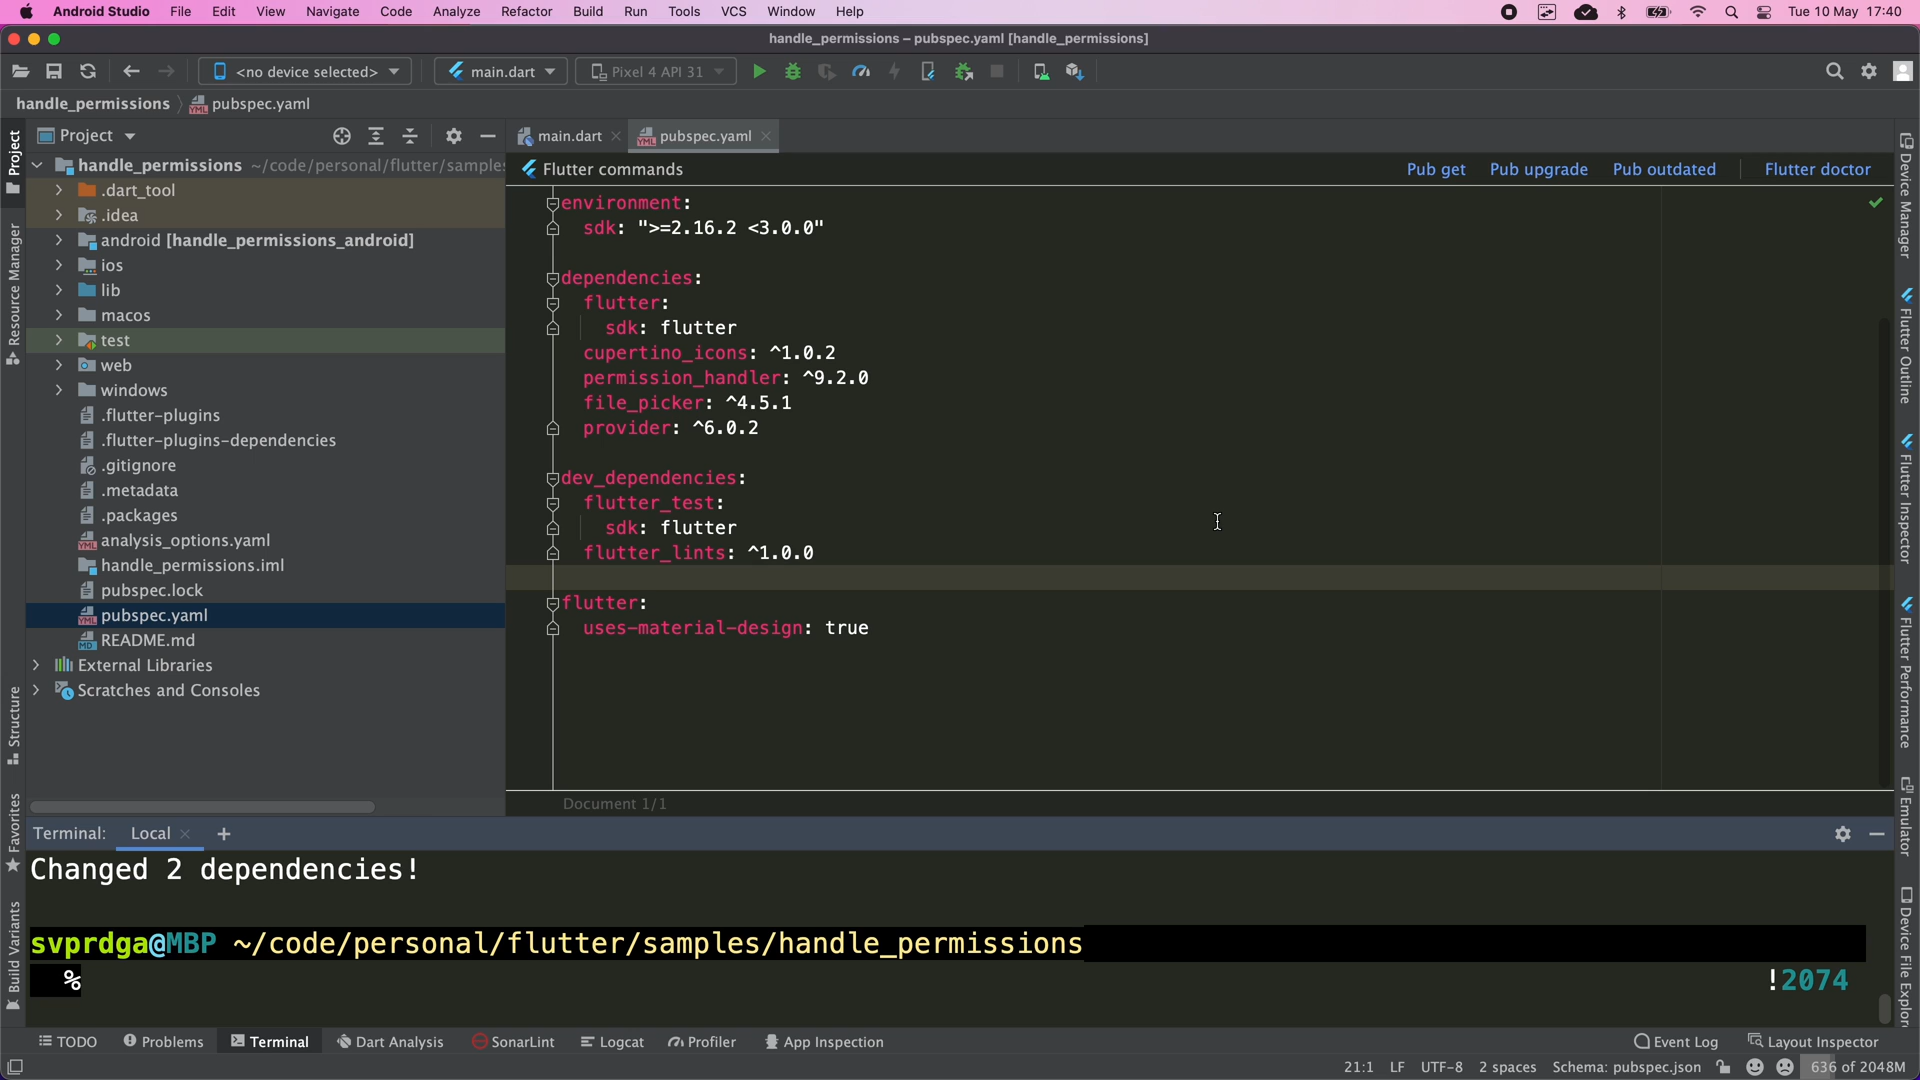 Android Studio File Edit View Navigate Code Analyze Refactor Build Run Tools VCS Window Help Tue 10 May 17:40
handle_permissions – pubspec.yaml [handle_permissions]
<no device selected> main.dart Pixel 4 API 31
handle_permissions pubspec.yaml
Project main.dart pubspec.yaml
handle_permissions ~/code/personal/flutter/samples
.dart_tool
.idea
android [handle_permissions_android]
ios
lib
macos
test
web
windows
.flutter-plugins
.flutter-plugins-dependencies
.gitignore
.metadata
.packages
analysis_options.yaml
handle_permissions.iml
pubspec.lock
pubspec.yaml
README.md
External Libraries
Scratches and Consoles
Flutter commands Pub get Pub upgrade Pub outdated Flutter doctor
environment:
sdk: ">=2.16.2 <3.0.0"
dependencies:
flutter:
sdk: flutter
cupertino_icons: ^1.0.2
permission_handler: ^9.2.0
file_picker: ^4.5.1
provider: ^6.0.2
dev_dependencies:
flutter_test:
sdk: flutter
flutter_lints: ^1.0.0
flutter:
uses-material-design: true
Document 1/1
Project
Resource Manager
Structure
Favorites
Build Variants
Device Manager
Flutter Outline
Flutter Inspector
Flutter Performance
Emulator
Device File Explor
Terminal: Local
Changed 2 dependencies!
svprdga@MBP ~/code/personal/flutter/samples/handle_permissions
% !2074
TODO Problems Terminal Dart Analysis SonarLint Logcat Profiler App Inspection Event Log Layout Inspector
21:1 LF UTF-8 2 spaces Schema: pubspec.json 636 of 2048M